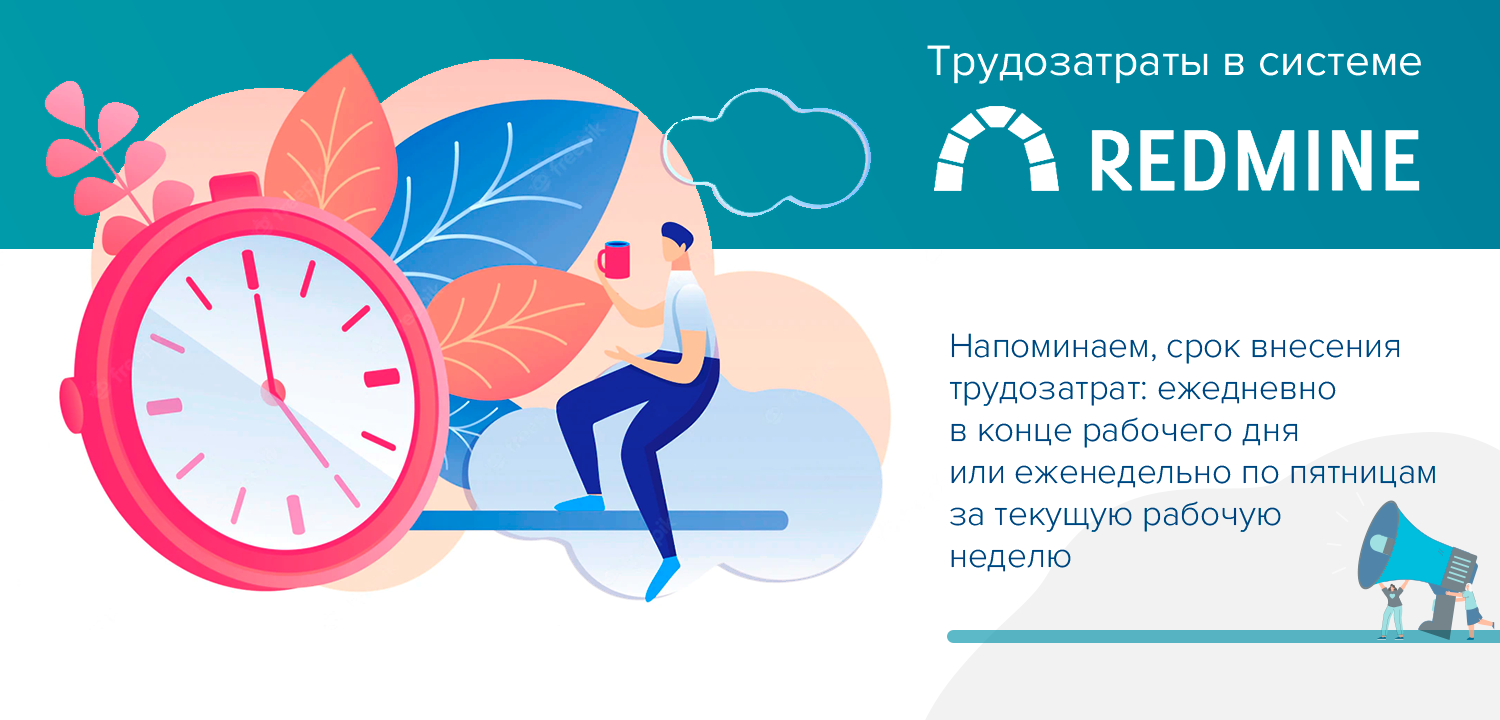 Трудозатраты в системе
REDMINE
Напоминаем, срок внесения
трудозатрат: ежедневно
в конце рабочего дня
или еженедельно по пятницам
за текущую рабочую
неделю